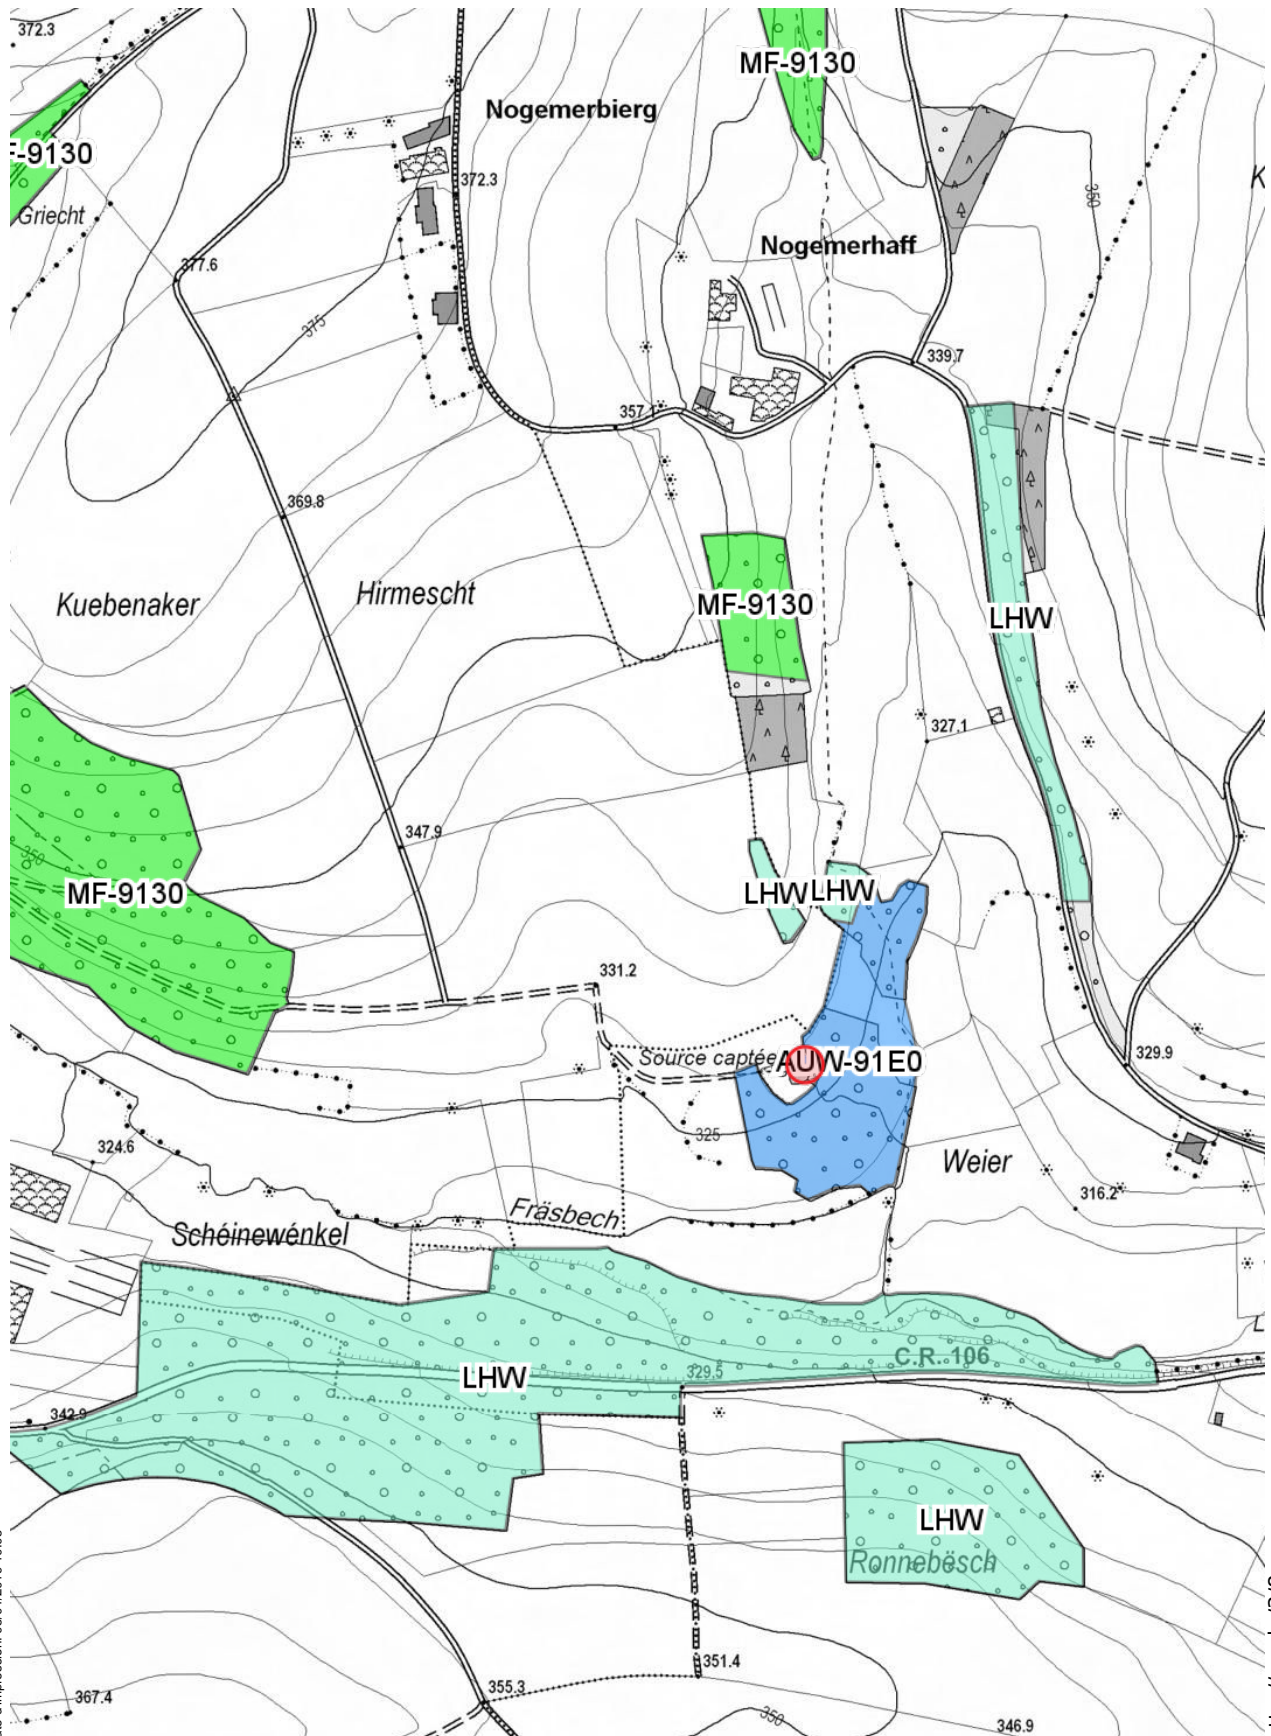 372.3
MF-9130
Nogemerbierg
F-9130
372.3
350
Griecht
Nogemerhaff
377.6
375
339.7
357.1
369.8
Kuebenaker
Hirmescht
MF-9130
LHW
327.1
347.9
350
MF-9130
LHW
LHW
331.2
Source captée
AUW-91E0
329.9
324.6
325
Weier
316.2
Fräsbech
Schéinewénkel
C.R. 106
LHW
329.5
342.9
LHW
Ronnebësch
351.4
355.3
367.4
350
346.9